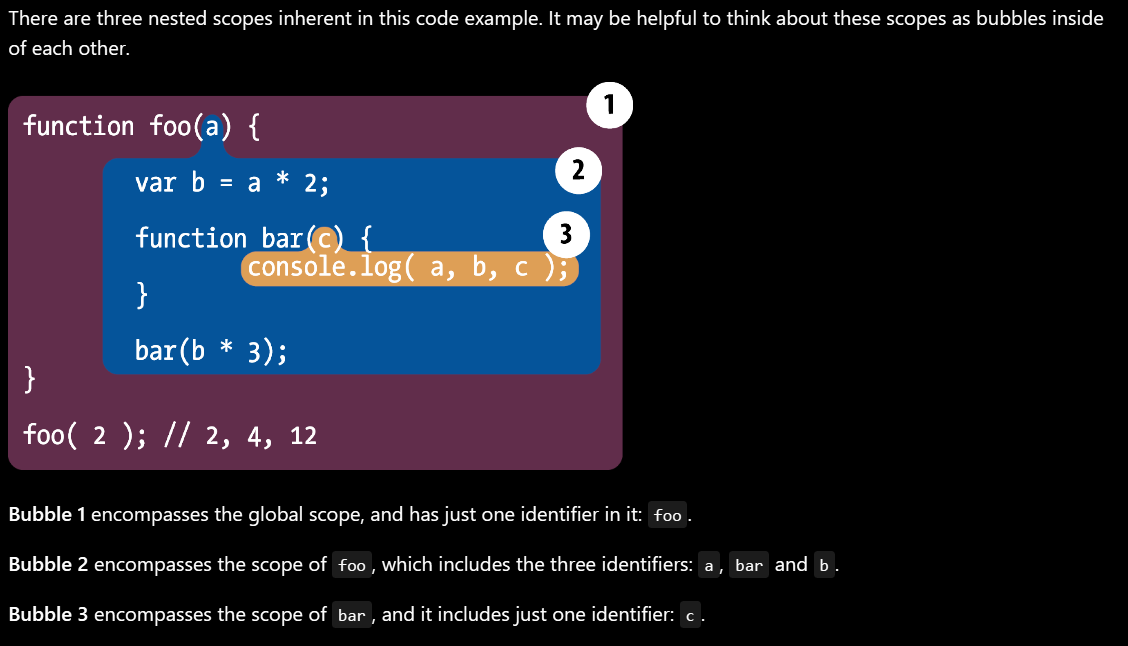 There are three nested scopes inherent in this code example. It may be helpful to think about these scopes as bubbles inside
of each other.
1
function foo(a) {
2
var b = a * 2;
function bar(c) {
3
console.log( a, b, c );
}
bar(b * 3);
}
foo( 2 ); // 2, 4, 12
Bubble 1 encompasses the global scope, and has just one identifier in it: foo.
Bubble 2 encompasses the scope of foo, which includes the three identifiers: a, bar and b.
Bubble 3 encompasses the scope of bar, and it includes just one identifier: c.